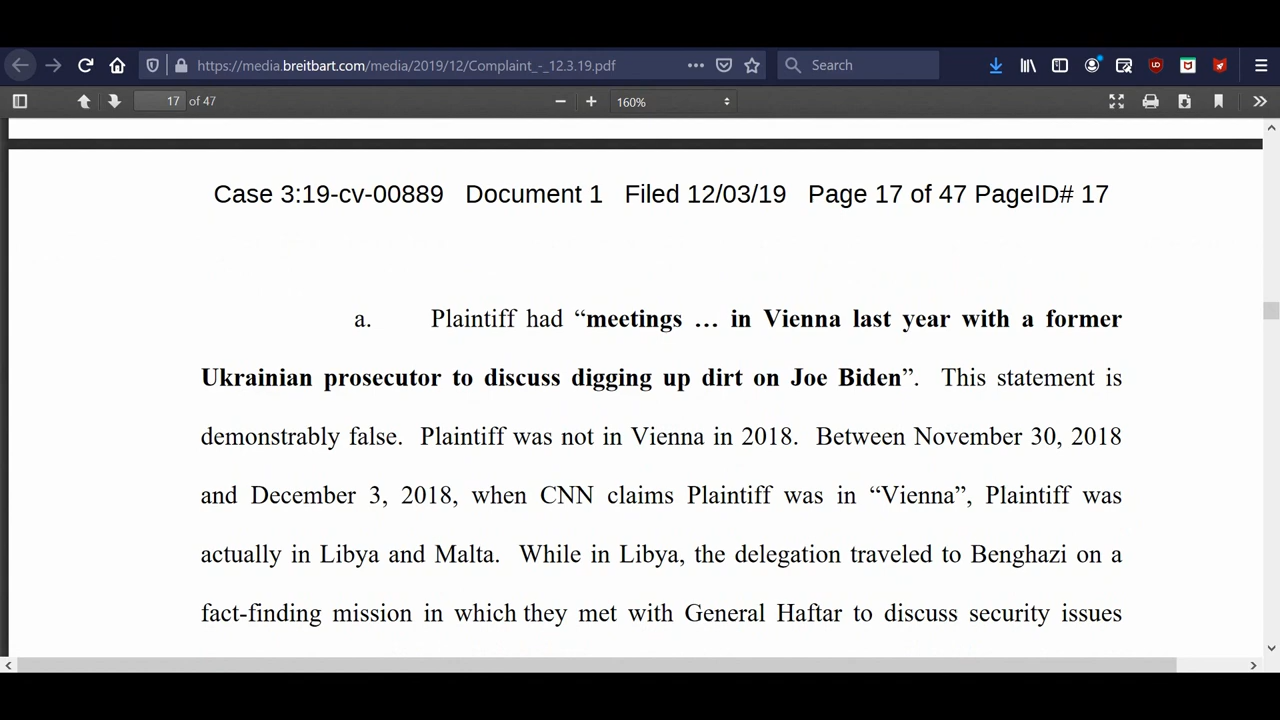 https://media.breitbart.com/media/2019/12/Complaint_-_12.3.19.pdf
Search
17 of 47
160%
Case 3:19-cv-00889 Document 1 Filed 12/03/19 Page 17 of 47 PageID# 17
a. Plaintiff had “meetings … in Vienna last year with a former
Ukrainian prosecutor to discuss digging up dirt on Joe Biden”. This statement is
demonstrably false. Plaintiff was not in Vienna in 2018. Between November 30, 2018
and December 3, 2018, when CNN claims Plaintiff was in “Vienna”, Plaintiff was
actually in Libya and Malta. While in Libya, the delegation traveled to Benghazi on a
fact-finding mission in which they met with General Haftar to discuss security issues